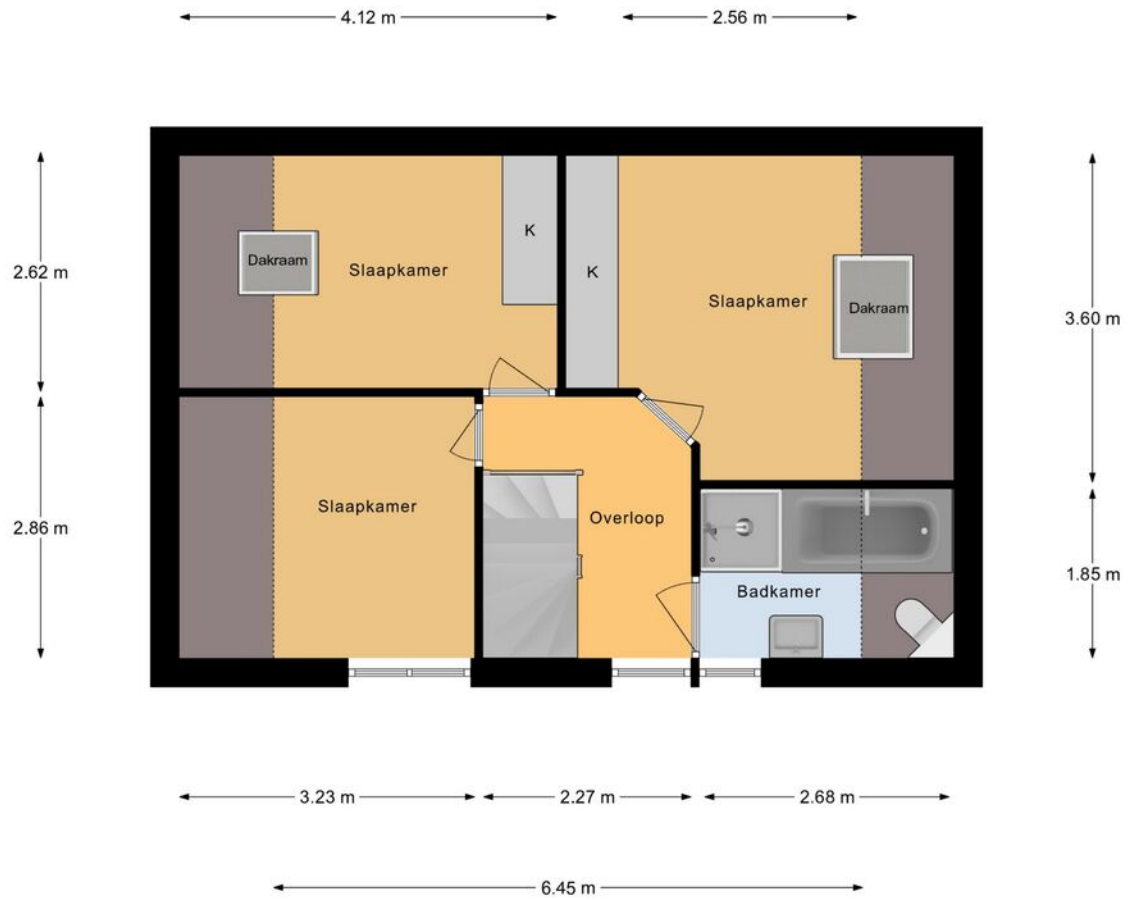 4.12 m
2.56 m
2.62 m
K
K
Dakraam
Slaapkamer
Slaapkamer
Dakraam
3.60 m
2.86 m
Slaapkamer
Overloop
Badkamer
1.85 m
3.23 m
2.27 m
2.68 m
6.45 m